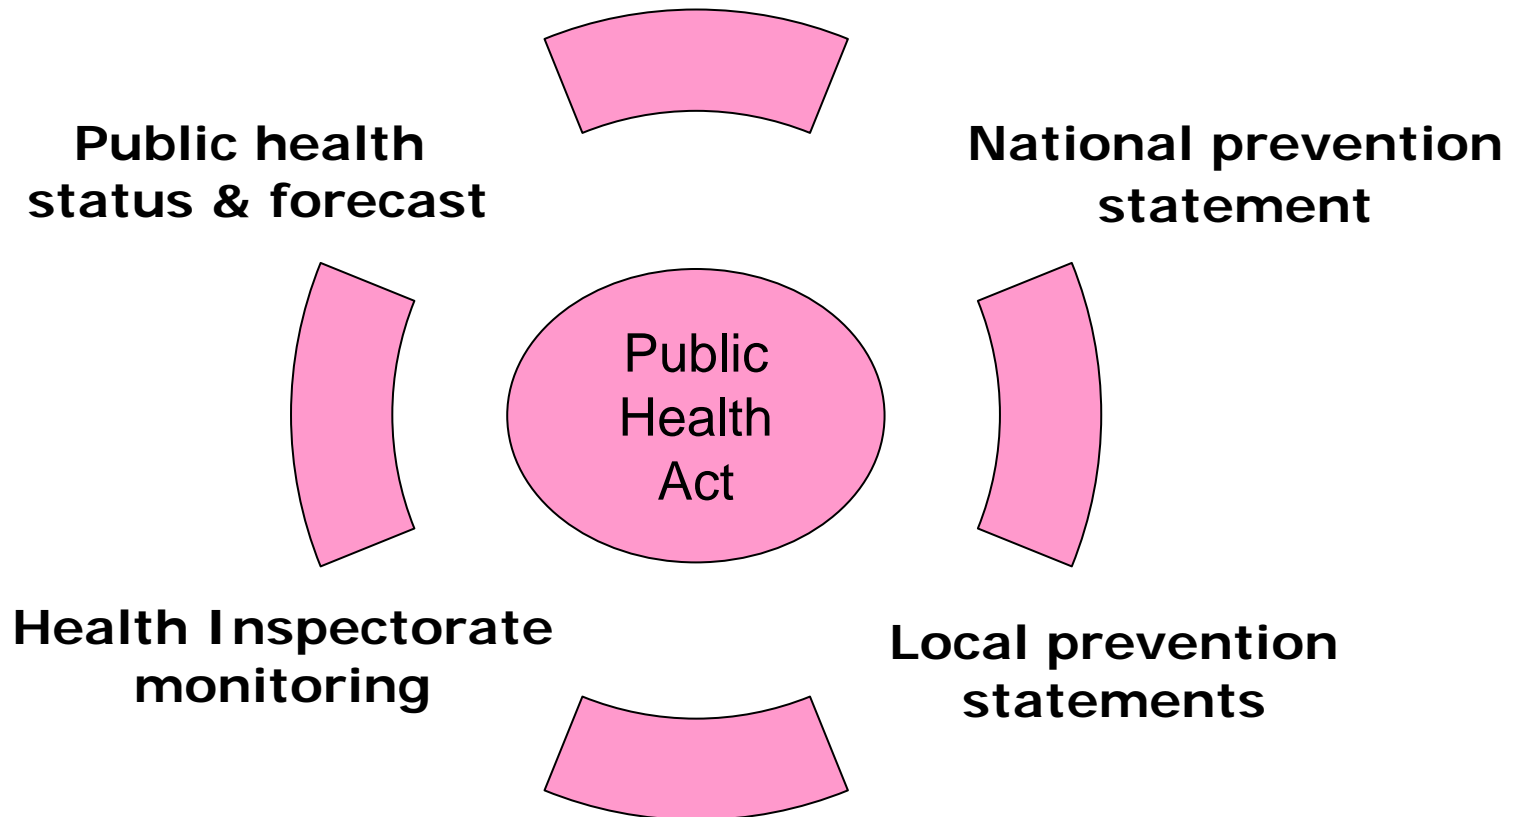 Public health
status & forecast
National prevention
statement
Public
Health
Act
Health Inspectorate
monitoring
Local prevention
statements